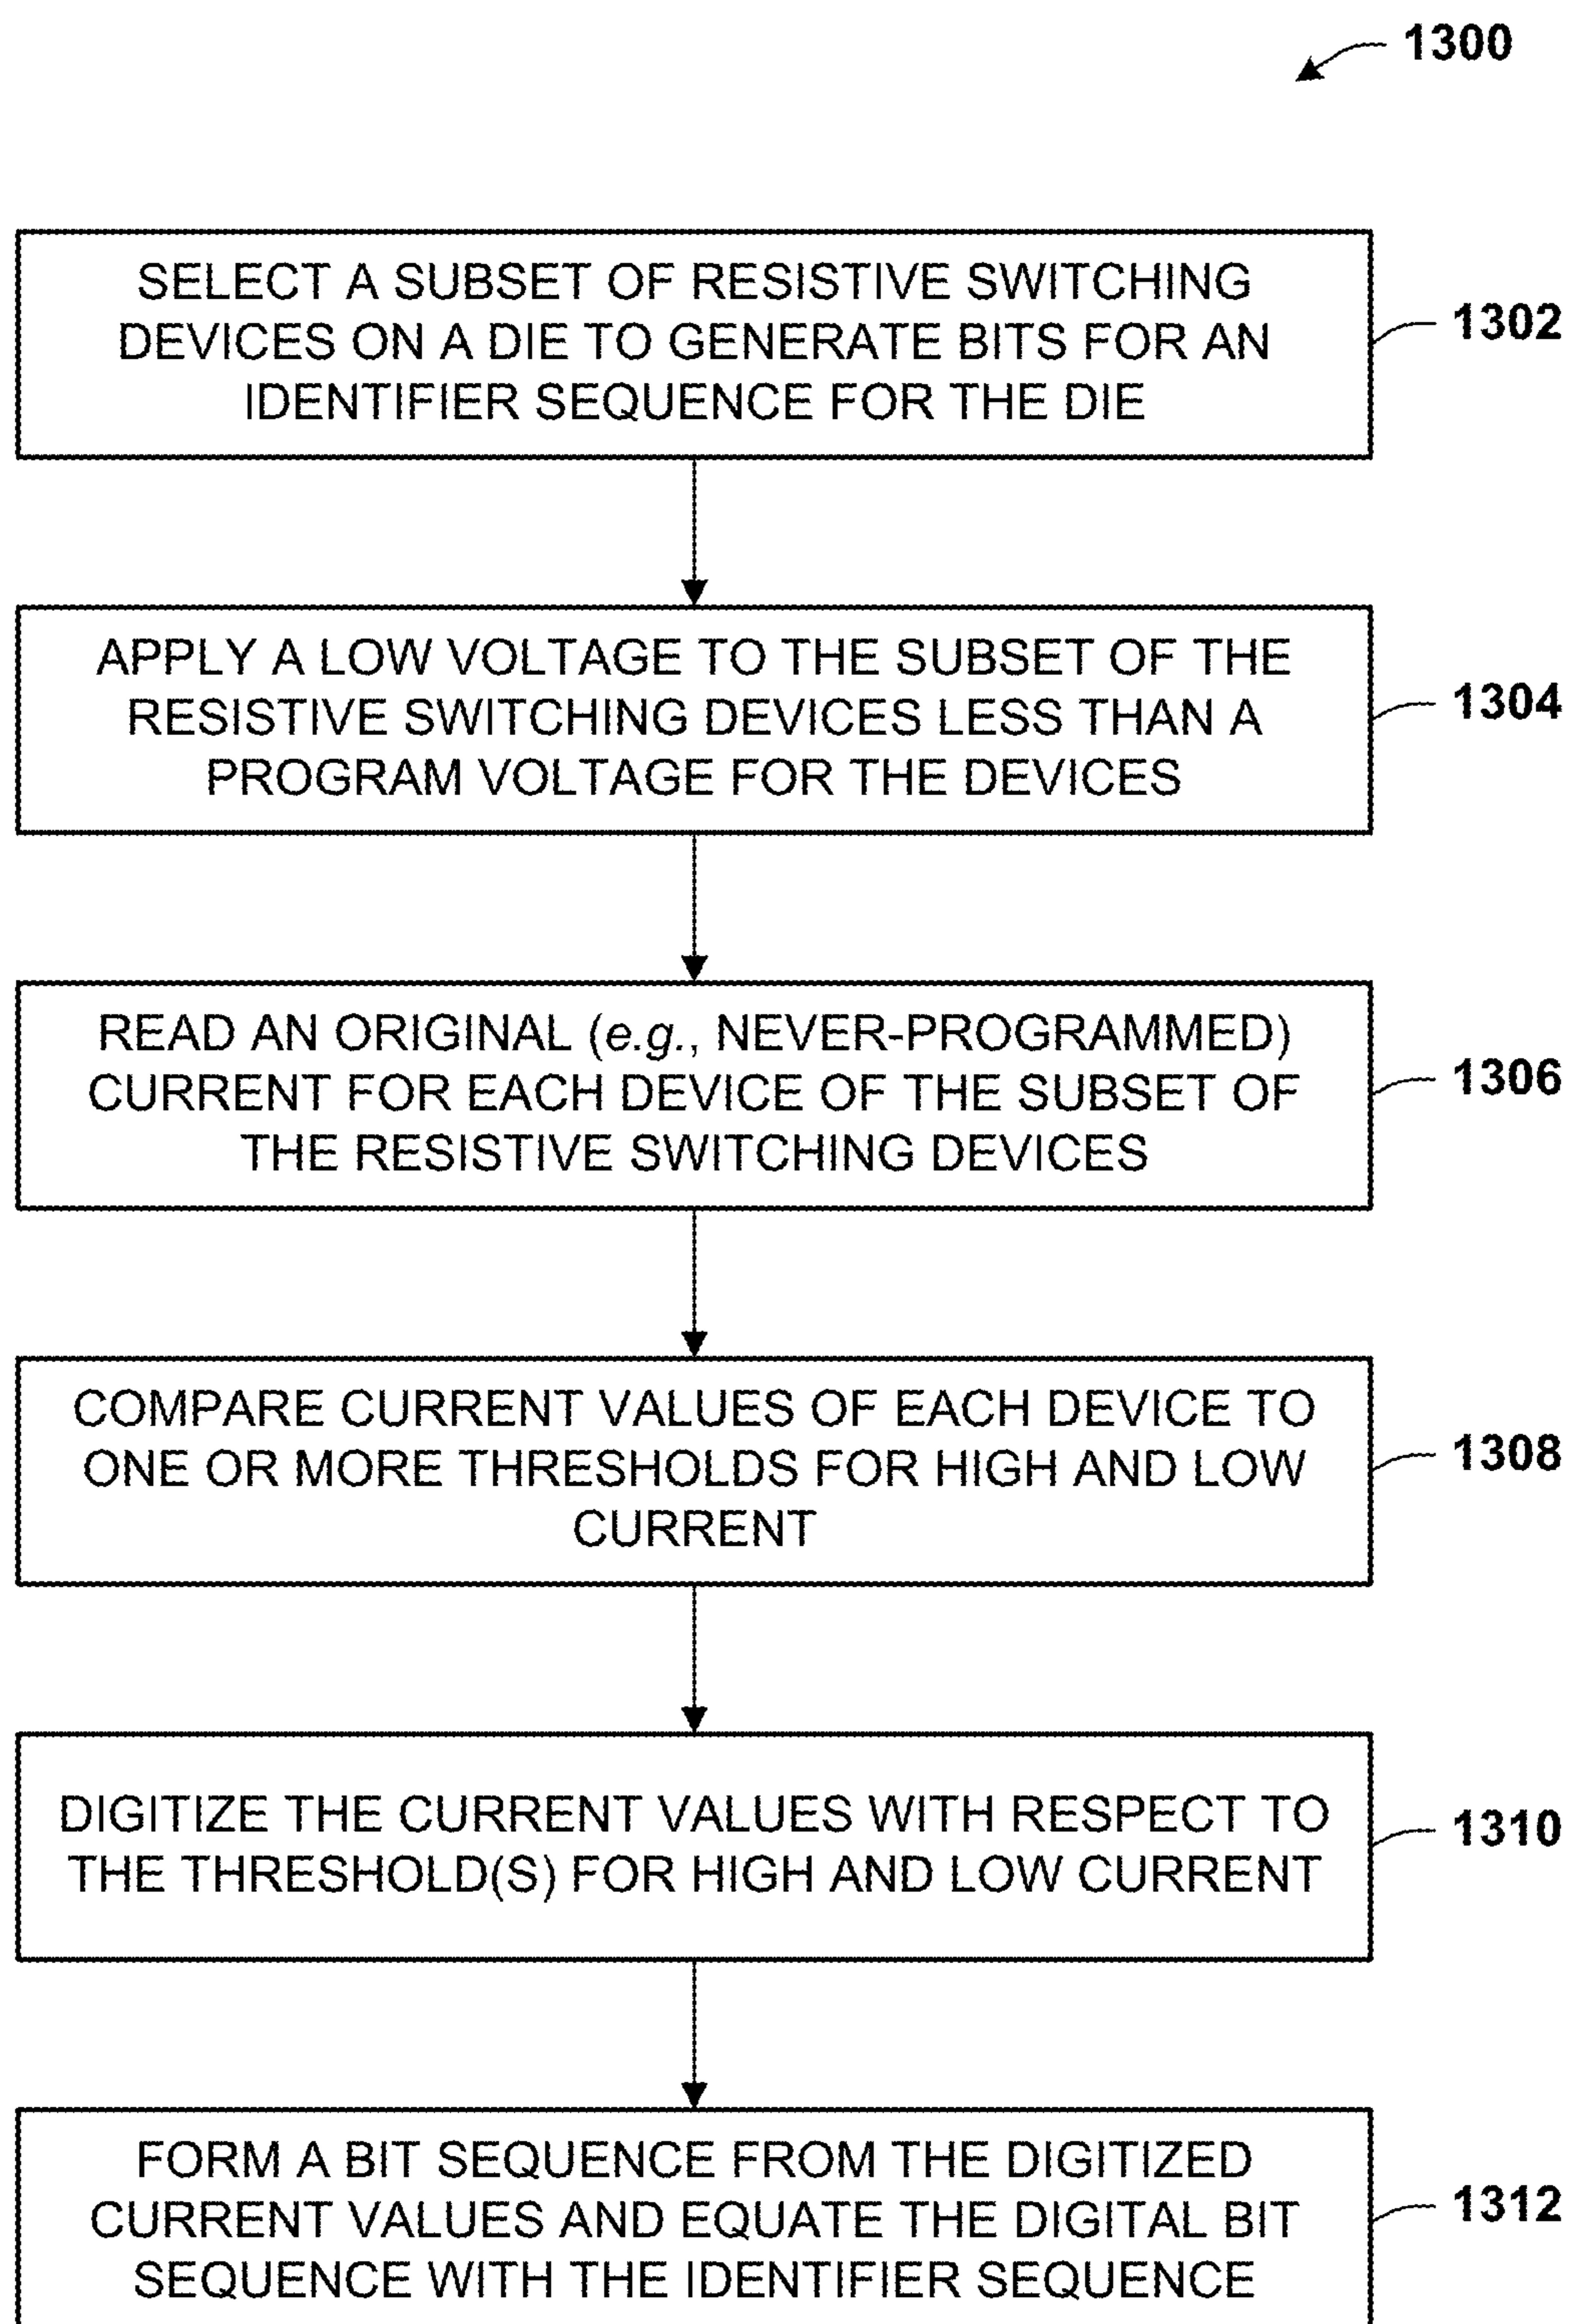 1300
SELECT A SUBSET OF RESISTIVE SWITCHING
DEVICES ON A DIE TO GENERATE BITS FOR AN
IDENTIFIER SEQUENCE FOR THE DIE
1302
APPLY A LOW VOLTAGE TO THE SUBSET OF THE
RESISTIVE SWITCHING DEVICES LESS THAN A
PROGRAM VOLTAGE FOR THE DEVICES
1304
READ AN ORIGINAL (e.g., NEVER-PROGRAMMED)
CURRENT FOR EACH DEVICE OF THE SUBSET OF
THE RESISTIVE SWITCHING DEVICES
1306
COMPARE CURRENT VALUES OF EACH DEVICE TO
ONE OR MORE THRESHOLDS FOR HIGH AND LOW
CURRENT
1308
DIGITIZE THE CURRENT VALUES WITH RESPECT TO
THE THRESHOLD(S) FOR HIGH AND LOW CURRENT
1310
FORM A BIT SEQUENCE FROM THE DIGITIZED
CURRENT VALUES AND EQUATE THE DIGITAL BIT
SEQUENCE WITH THE IDENTIFIER SEQUENCE
1312